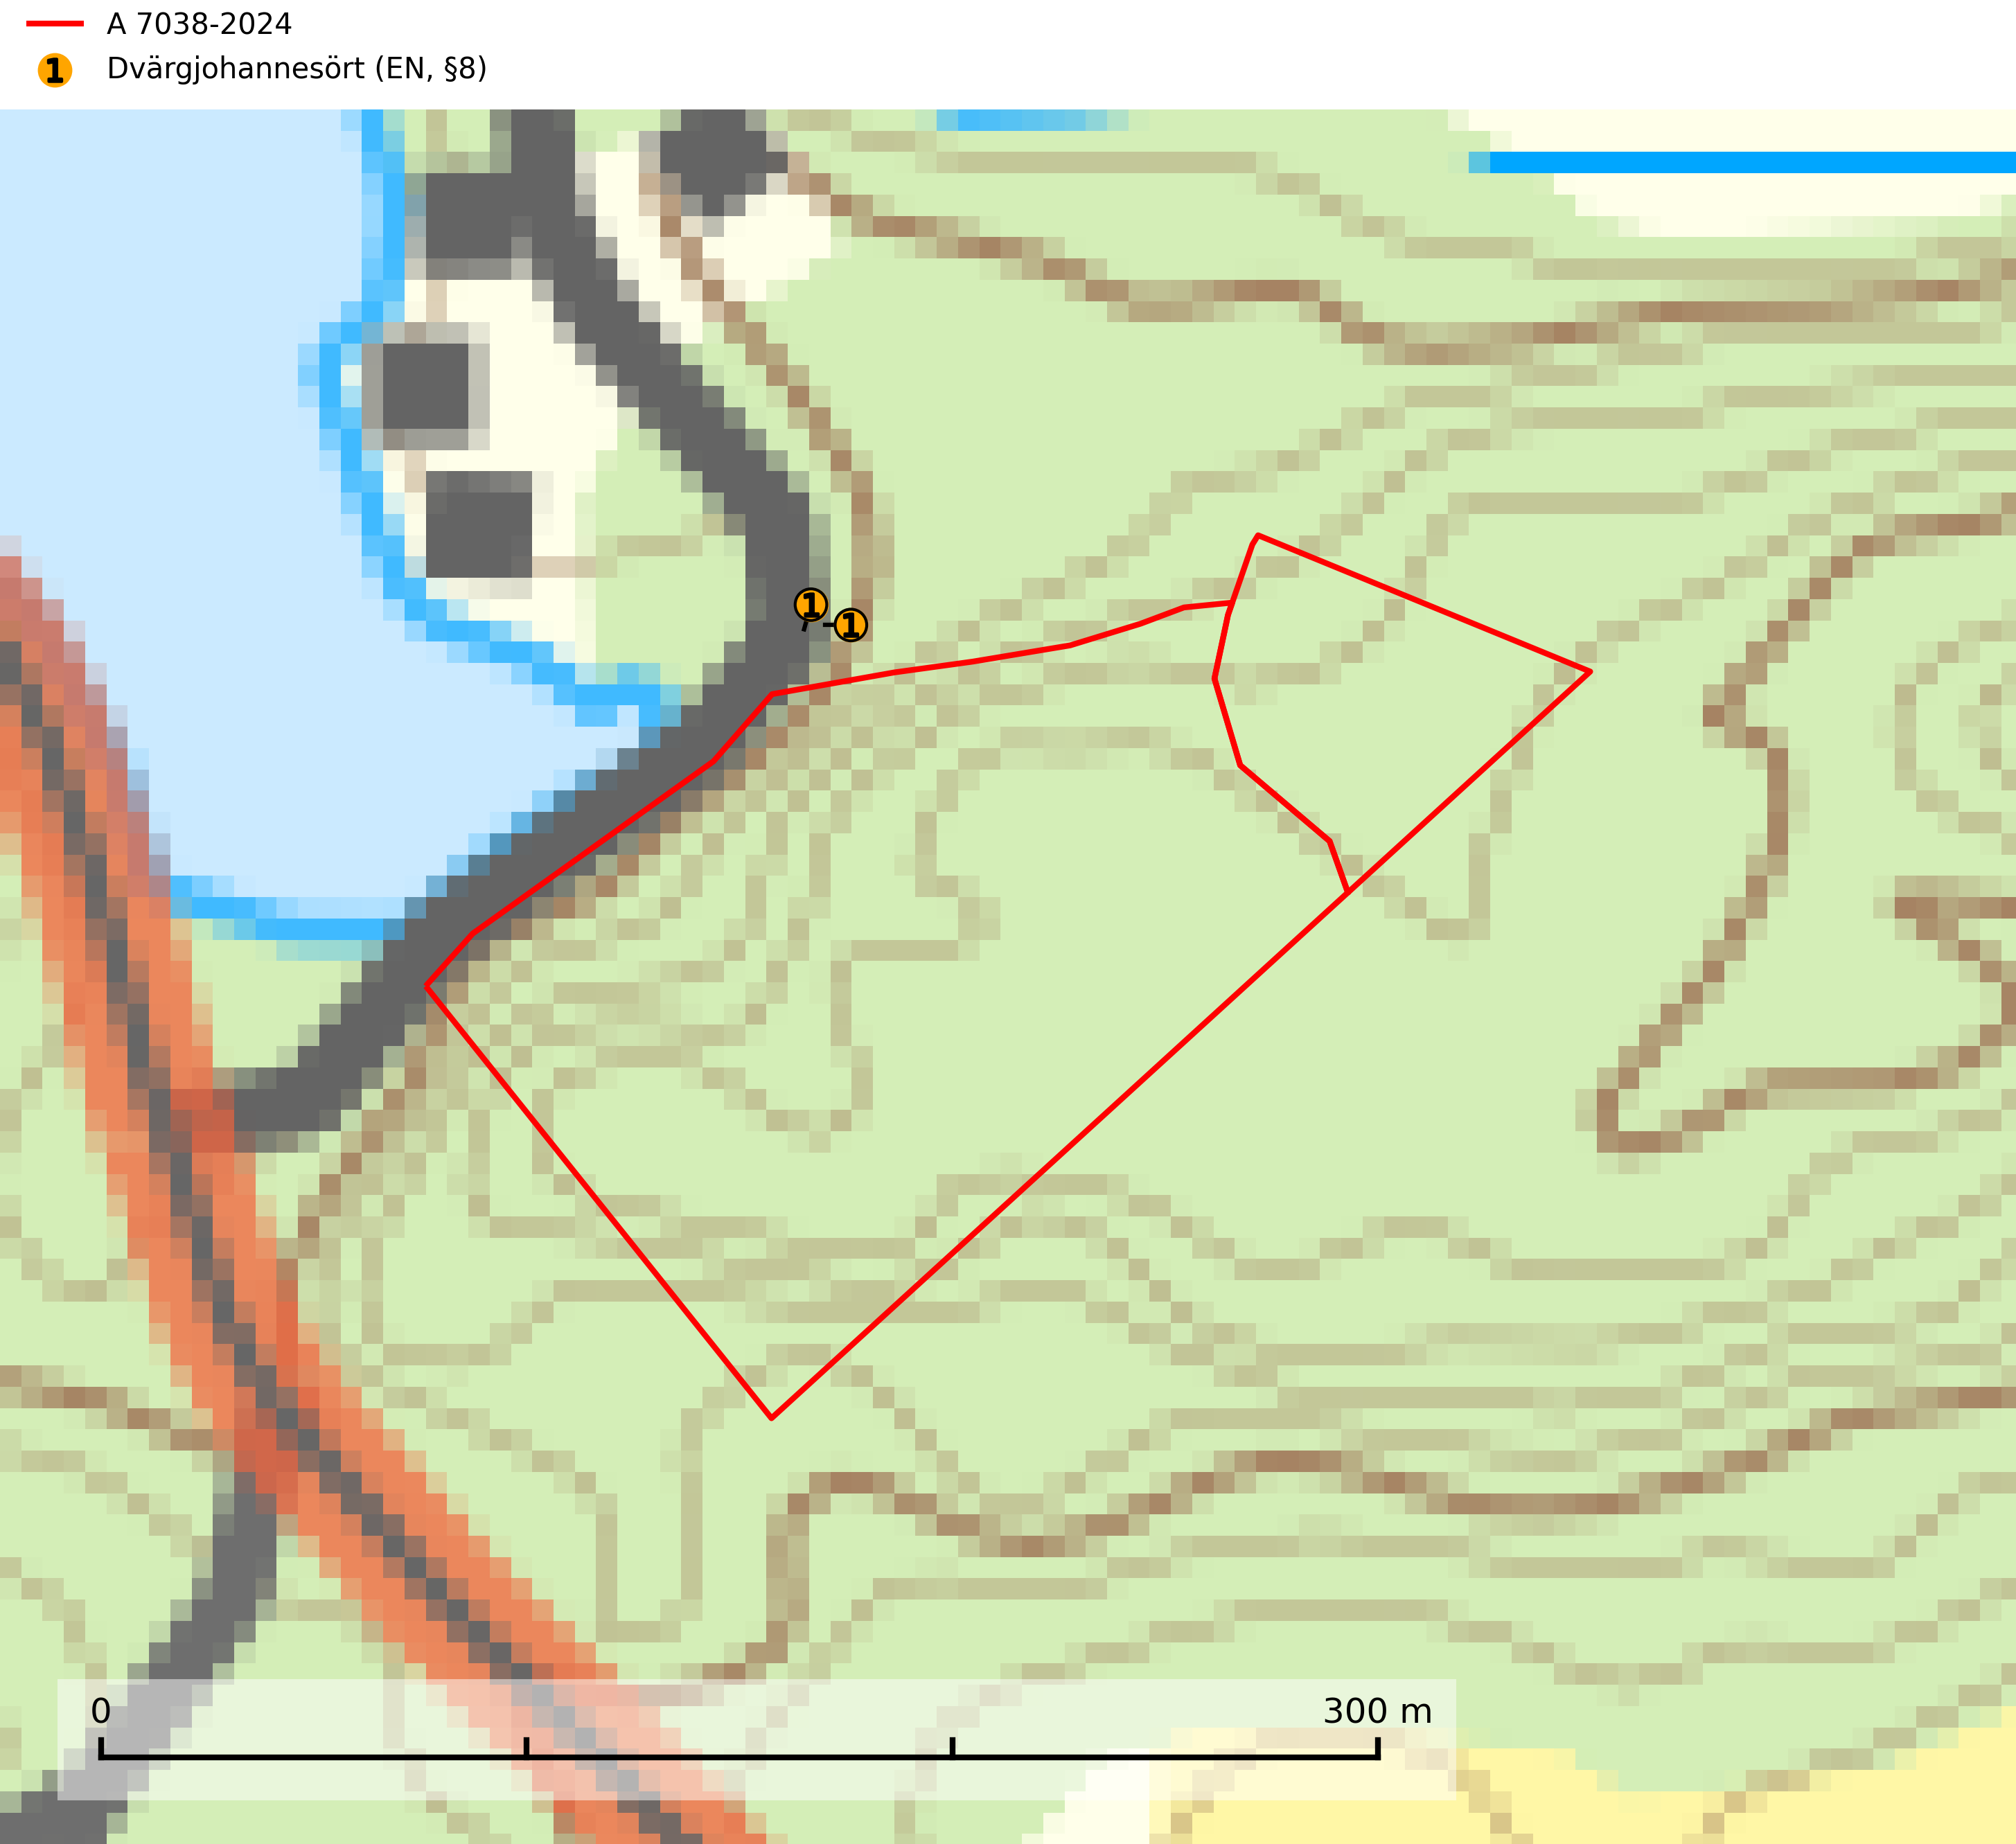 A 7038-2024
1 Dvärgjohannesört (EN, §8)
1
1
0 300 m